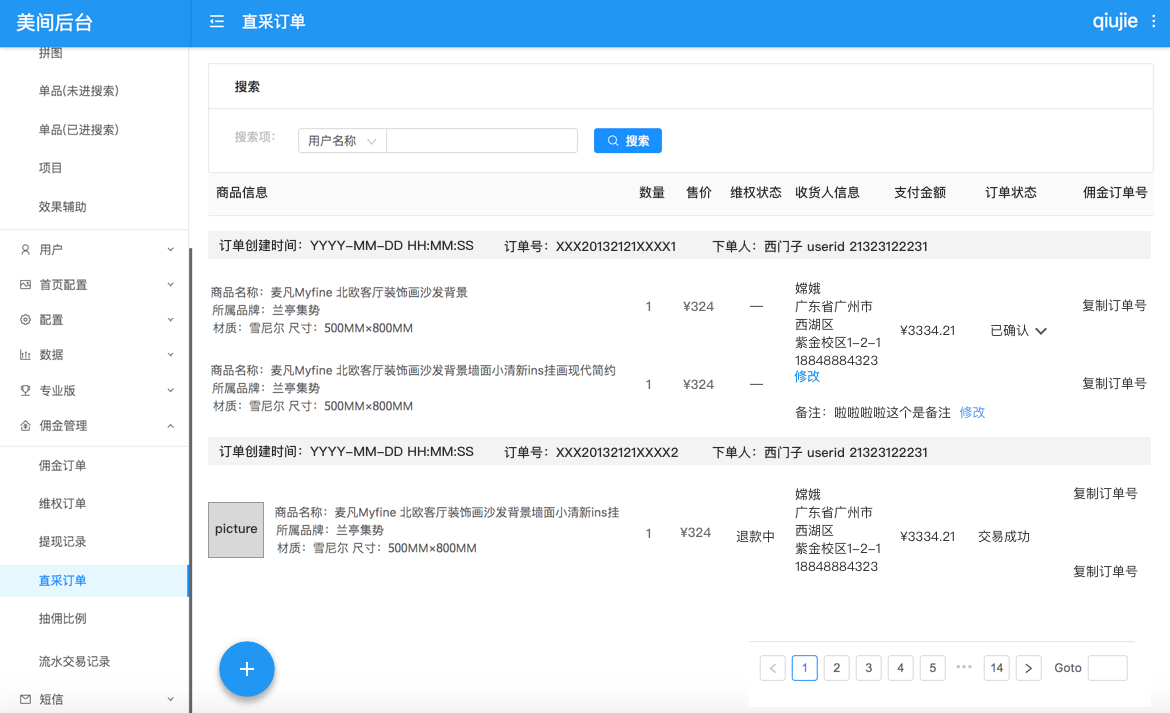 美间后台
直采订单
qiujie
拼图
单品(未进搜索)
单品(已进搜索)
项目
效果辅助
用户
首页配置
配置
数据
专业版
佣金管理
佣金订单
维权订单
提现记录
直采订单
抽佣比例
流水交易记录
短信
搜索
搜索项:
用户名称
搜索
商品信息 数量 售价 维权状态 收货人信息 支付金额 订单状态 佣金订单号
订单创建时间：YYYY-MM-DD HH:MM:SS 订单号：XXX20132121XXXX1 下单人：西门子 userid 21323122231
商品名称：麦凡Myfine 北欧客厅装饰画沙发背景
所属品牌：兰亭集势
材质：雪尼尔 尺寸：500MM×800MM
1 ¥324 —
嫦娥
广东省广州市
西湖区
紫金校区1-2-1
18848884323
修改
¥3334.21 已确认
复制订单号
商品名称：麦凡Myfine 北欧客厅装饰画沙发背景墙面小清新ins挂画现代简约
所属品牌：兰亭集势
材质：雪尼尔 尺寸：500MM×800MM
1 ¥324 —
复制订单号
备注：啦啦啦啦这个是备注 修改
订单创建时间：YYYY-MM-DD HH:MM:SS 订单号：XXX20132121XXXX2 下单人：西门子 userid 21323122231
picture
商品名称：麦凡Myfine 北欧客厅装饰画沙发背景墙面小清新ins挂
所属品牌：兰亭集势
材质：雪尼尔 尺寸：500MM×800MM
1 ¥324 退款中
嫦娥
广东省广州市
西湖区
紫金校区1-2-1
18848884323
¥3334.21 交易成功
复制订单号
复制订单号
+
< 1 2 3 4 5 ••• 14 > Goto